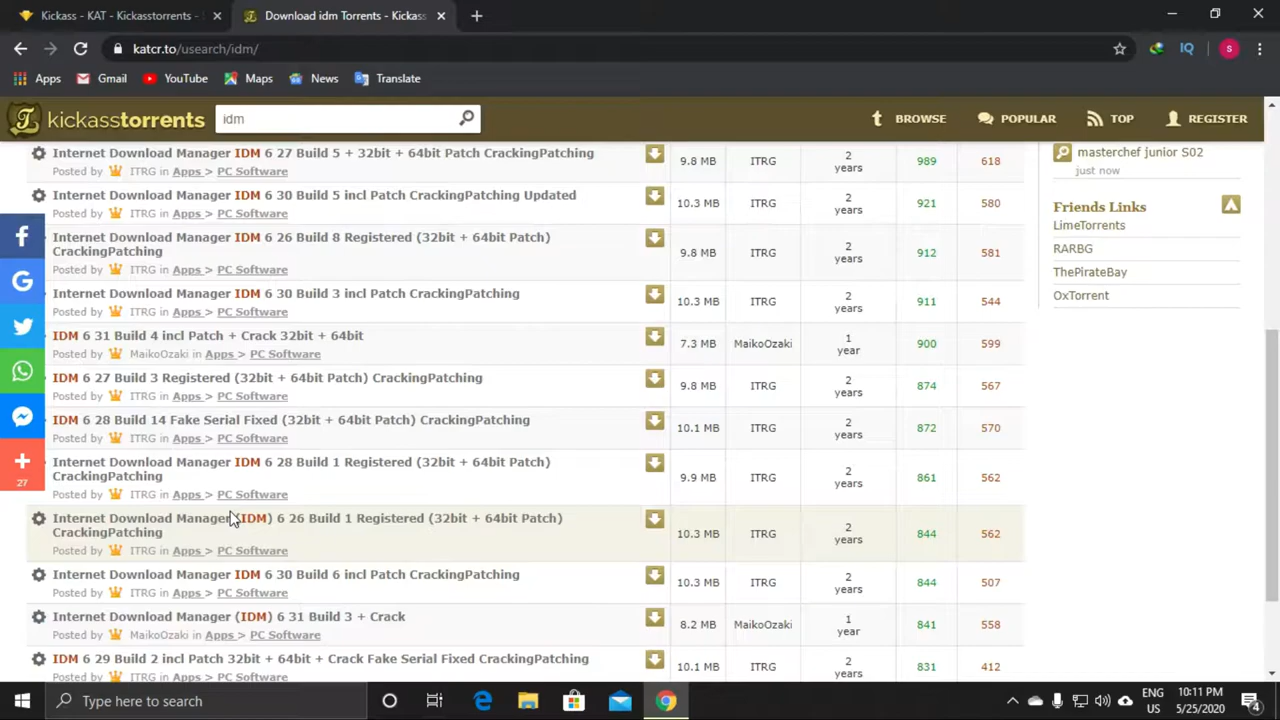 Kickass - KAT - Kickasstorrents -
Download idm Torrents - Kickass
katcr.to/usearch/idm/
IQ
s
Apps
Gmail
YouTube
Maps
News
Translate
kickasstorrents
idm
BROWSE
POPULAR
TOP
REGISTER
Internet Download Manager IDM 6 27 Build 5 + 32bit + 64bit Patch CrackingPatching
Posted by ITRG in Apps > PC Software
9.8 MB
ITRG
2 years
989
618
Internet Download Manager IDM 6 30 Build 5 incl Patch CrackingPatching Updated
Posted by ITRG in Apps > PC Software
10.3 MB
ITRG
2 years
921
580
Internet Download Manager IDM 6 26 Build 8 Registered (32bit + 64bit Patch)
CrackingPatching
Posted by ITRG in Apps > PC Software
9.8 MB
ITRG
2 years
912
581
Internet Download Manager IDM 6 30 Build 3 incl Patch CrackingPatching
Posted by ITRG in Apps > PC Software
10.3 MB
ITRG
2 years
911
544
IDM 6 31 Build 4 incl Patch + Crack 32bit + 64bit
Posted by MaikoOzaki in Apps > PC Software
7.3 MB
MaikoOzaki
1 year
900
599
IDM 6 27 Build 3 Registered (32bit + 64bit Patch) CrackingPatching
Posted by ITRG in Apps > PC Software
9.8 MB
ITRG
2 years
874
567
IDM 6 28 Build 14 Fake Serial Fixed (32bit + 64bit Patch) CrackingPatching
Posted by ITRG in Apps > PC Software
10.1 MB
ITRG
2 years
872
570
Internet Download Manager IDM 6 28 Build 1 Registered (32bit + 64bit Patch)
CrackingPatching
Posted by ITRG in Apps > PC Software
9.9 MB
ITRG
2 years
861
562
Internet Download Manager (IDM) 6 26 Build 1 Registered (32bit + 64bit Patch)
CrackingPatching
Posted by ITRG in Apps > PC Software
10.3 MB
ITRG
2 years
844
562
Internet Download Manager IDM 6 30 Build 6 incl Patch CrackingPatching
Posted by ITRG in Apps > PC Software
10.3 MB
ITRG
2 years
844
507
Internet Download Manager (IDM) 6 31 Build 3 + Crack
Posted by MaikoOzaki in Apps > PC Software
8.2 MB
MaikoOzaki
1 year
841
558
IDM 6 29 Build 2 incl Patch 32bit + 64bit + Crack Fake Serial Fixed CrackingPatching
Posted by ITRG in Apps > PC Software
10.1 MB
ITRG
2 years
831
412
masterchef junior S02
just now
Friends Links
LimeTorrents
RARBG
ThePirateBay
OxTorrent
27
Type here to search
ENG
US
10:11 PM
5/25/2020
4